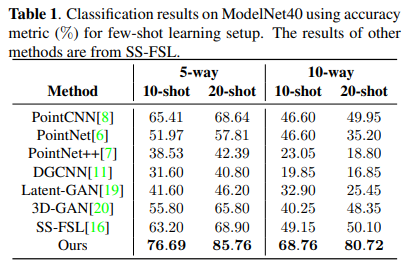 Table 1. Classification results on ModelNet40 using accuracy
metric (%) for few-shot learning setup. The results of other
methods are from SS-FSL.
5-way 10-way
Method 10-shot 20-shot 10-shot 20-shot
PointCNN[8] 65.41 68.64 46.60 49.95
PointNet[6] 51.97 57.81 46.60 35.20
PointNet++[7] 38.53 42.39 23.05 18.80
DGCNN[11] 31.60 40.80 19.85 16.85
Latent-GAN[19] 41.60 46.20 32.90 25.45
3D-GAN[20] 55.80 65.80 40.25 48.35
SS-FSL[16] 63.20 68.90 49.15 50.10
Ours 76.69 85.76 68.76 80.72